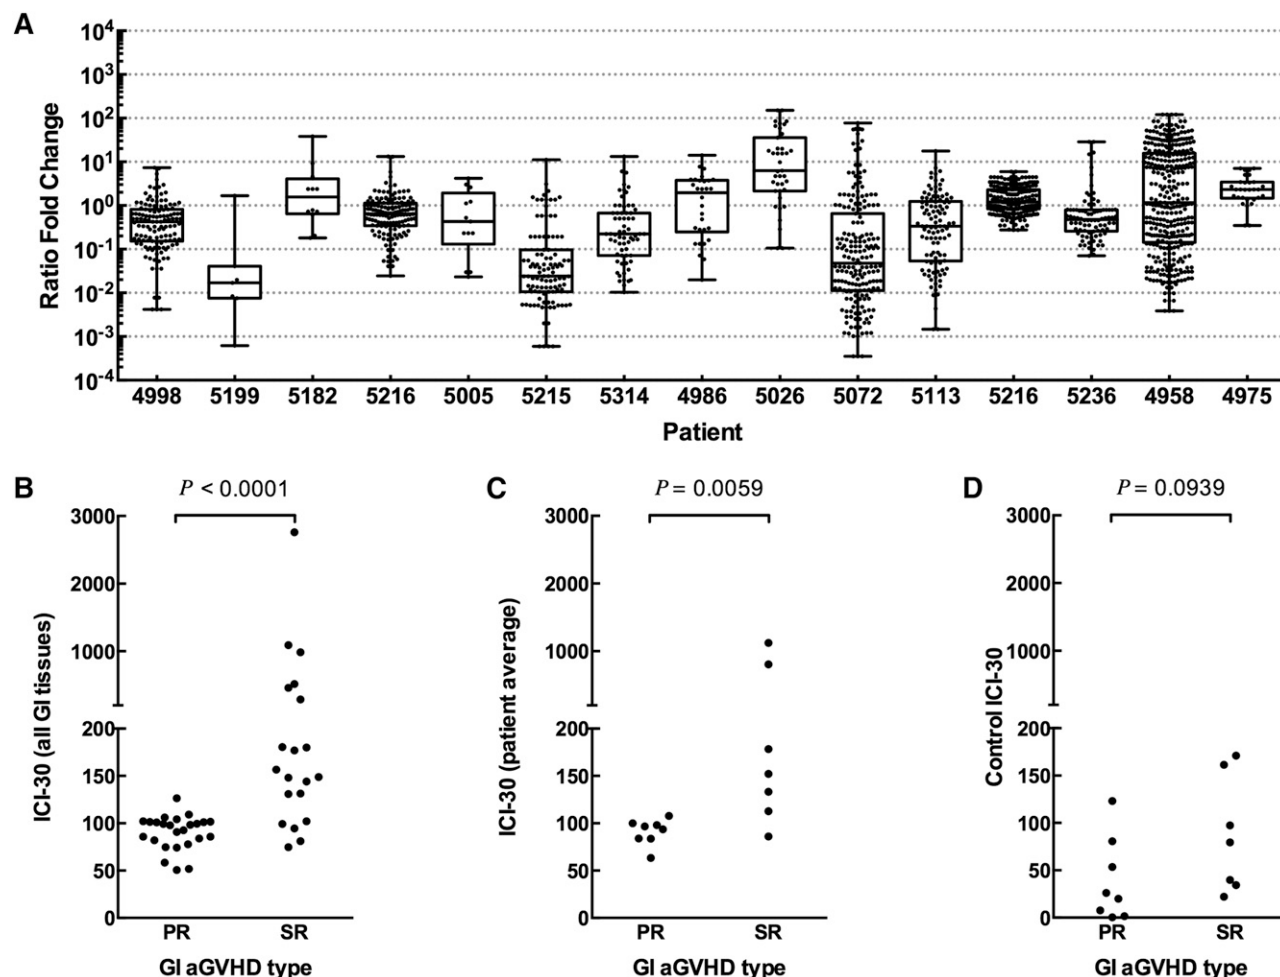 A
Ratio Fold Change
10^4
10^3
10^2
10^1
10^0
10^-1
10^-2
10^-3
10^-4
4998 5199 5182 5216 5005 5215 5314 4986 5026 5072 5113 5216 5236 4958 4975
Patient
B
P < 0.0001
ICI-30 (all GI tissues)
3000
2000
1000
200
150
100
50
0
PR SR
GI aGVHD type
C
P = 0.0059
ICI-30 (patient average)
3000
2000
1000
200
150
100
50
0
PR SR
GI aGVHD type
D
P = 0.0939
Control ICI-30
3000
2000
1000
200
150
100
50
0
PR SR
GI aGVHD type